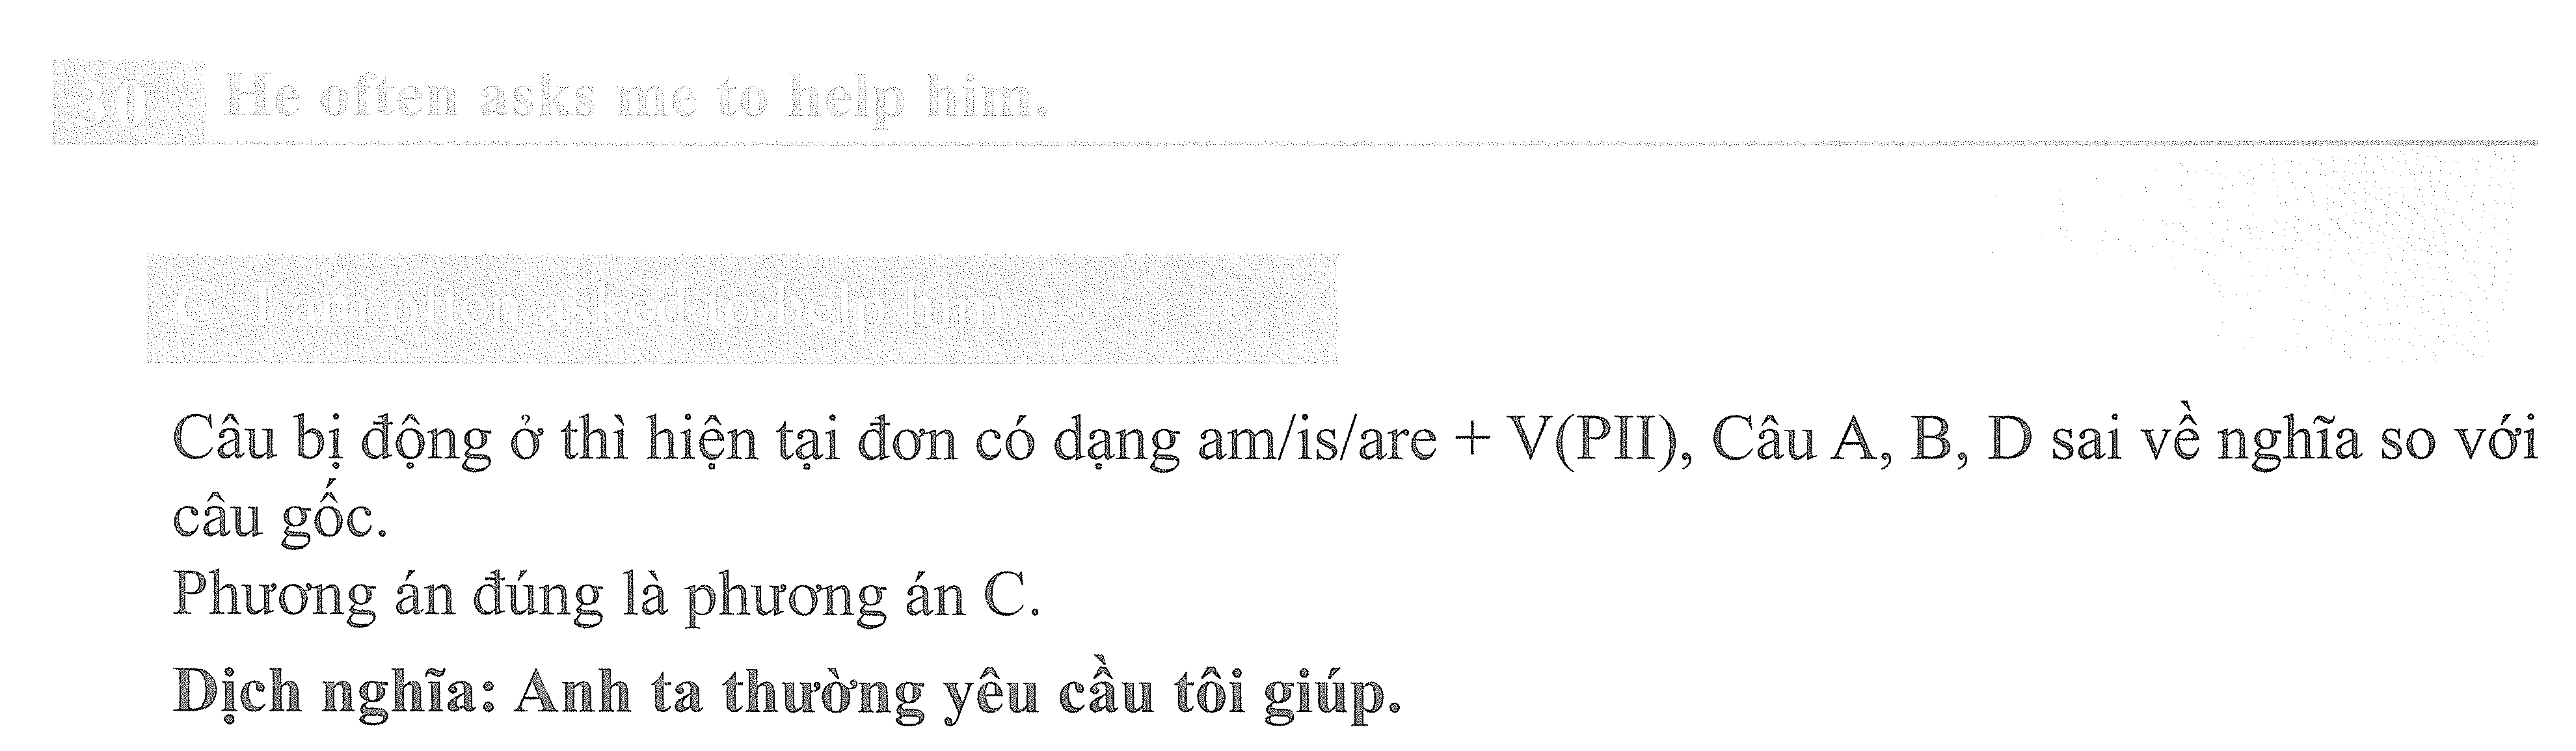 30 He often asks me to help him.
C. I am often asked to help him.
Câu bị động ở thì hiện tại đơn có dạng am/is/are + V(PII), Câu A, B, D sai về nghĩa so với
câu gốc.
Phương án đúng là phương án C.
Dịch nghĩa: Anh ta thường yêu cầu tôi giúp.